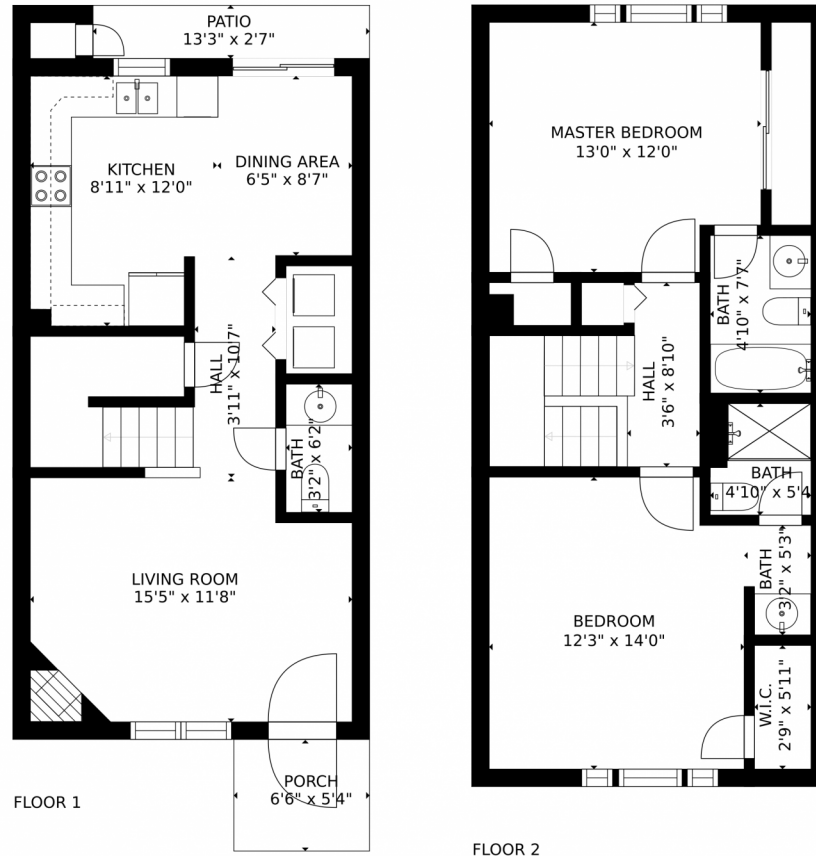 PATIO
13'3" x 2'7"
KITCHEN
8'11" x 12'0"
DINING AREA
6'5" x 8'7"
HALL
3'11" x 10'7"
BATH
3'2" x 6'2"
LIVING ROOM
15'5" x 11'8"
PORCH
6'6" x 5'4"
FLOOR 1
MASTER BEDROOM
13'0" x 12'0"
BATH
4'10" x 7'7"
HALL
3'6" x 8'10"
BATH
4'10" x 5'4
BATH
3'2" x 5'3"
BEDROOM
12'3" x 14'0"
W.I.C.
2'9" x 5'11"
FLOOR 2